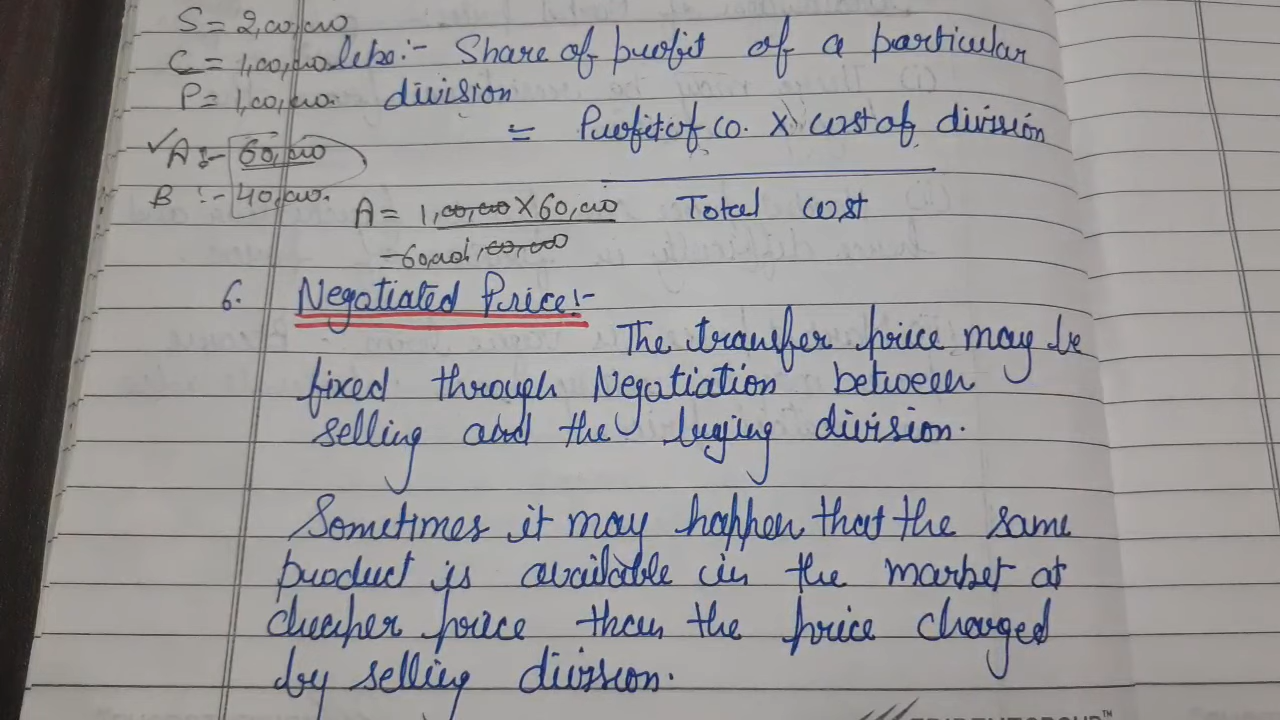 S = 2,00,000
C = 1,00,000
P = 1,00,000.
:- Share of profit of a particular
division
= Profit of co. X cost of division
Total cost
✓A :- 60,000
B :- 40,000.
A = 1,00,000 X 60,000
1,00,000
6. Negotiated Price:-
The transfer price may be
fixed through Negotiation between
selling and the buying division.
Sometimes it may happen that the same
product is available in the market at
cheaper price than the price charged
by selling division.